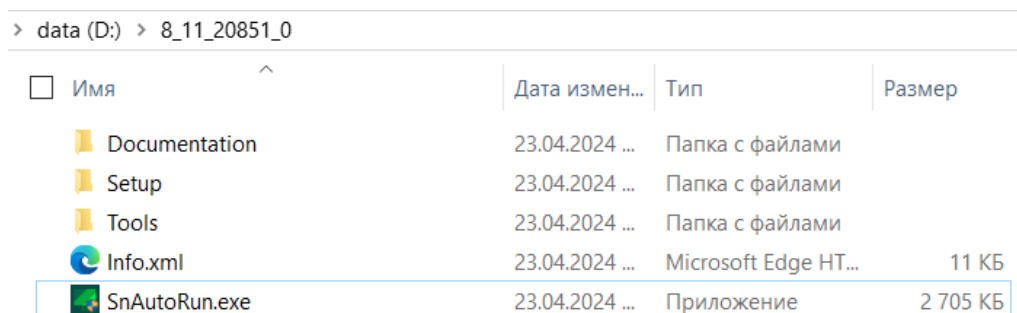 data (D:) > 8_11_20851_0
Имя Дата измен... Тип Размер
Documentation 23.04.2024 ... Папка с файлами
Setup 23.04.2024 ... Папка с файлами
Tools 23.04.2024 ... Папка с файлами
Info.xml 23.04.2024 ... Microsoft Edge HT... 11 КБ
SnAutoRun.exe 23.04.2024 ... Приложение 2 705 КБ